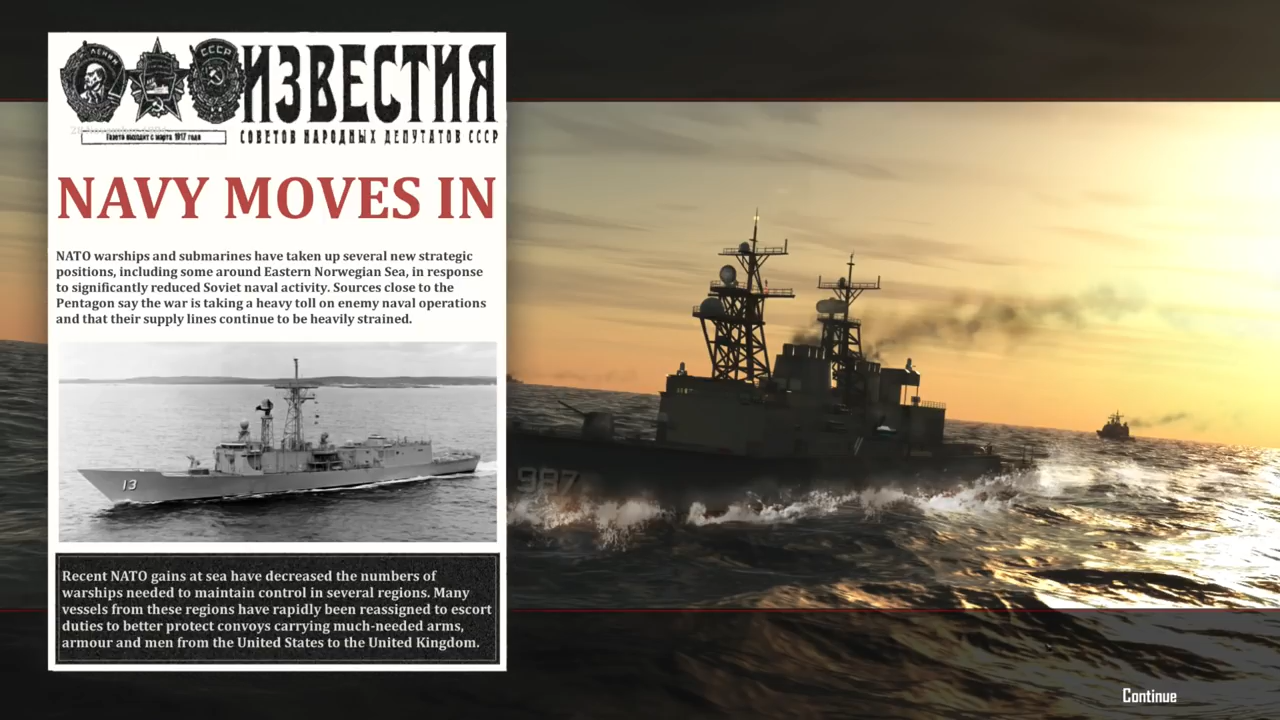 ЛЕНИН
СССР
ИЗВЕСТИЯ
Газета выходит с марта 1917 года
СОВЕТОВ НАРОДНЫХ ДЕПУТАТОВ СССР
NAVY MOVES IN
NATO warships and submarines have taken up several new strategic
positions, including some around Eastern Norwegian Sea, in response
to significantly reduced Soviet naval activity. Sources close to the
Pentagon say the war is taking a heavy toll on enemy naval operations
and that their supply lines continue to be heavily strained.
13
987
Recent NATO gains at sea have decreased the numbers of
warships needed to maintain control in several regions. Many
vessels from these regions have rapidly been reassigned to escort
duties to better protect convoys carrying much-needed arms,
armour and men from the United States to the United Kingdom.
Continue